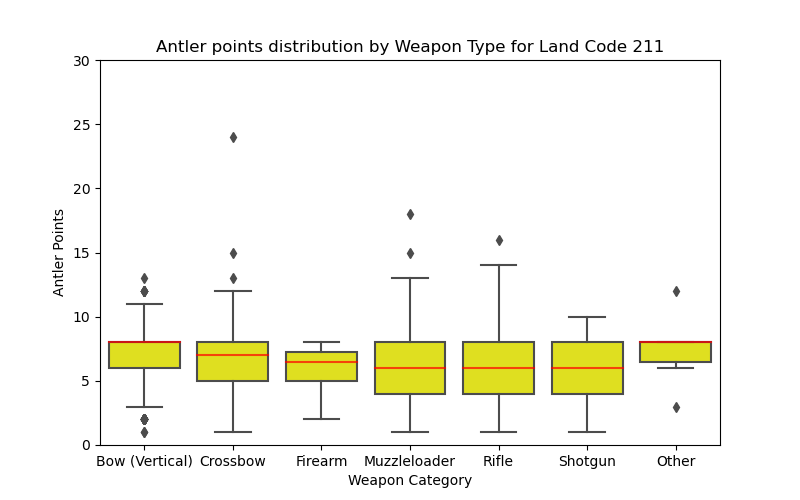 Antler points distribution by Weapon Type for Land Code 211
30
25
20
15
10
5
0
Antler Points
Bow (Vertical) Crossbow Firearm Muzzleloader Rifle Shotgun Other
Weapon Category